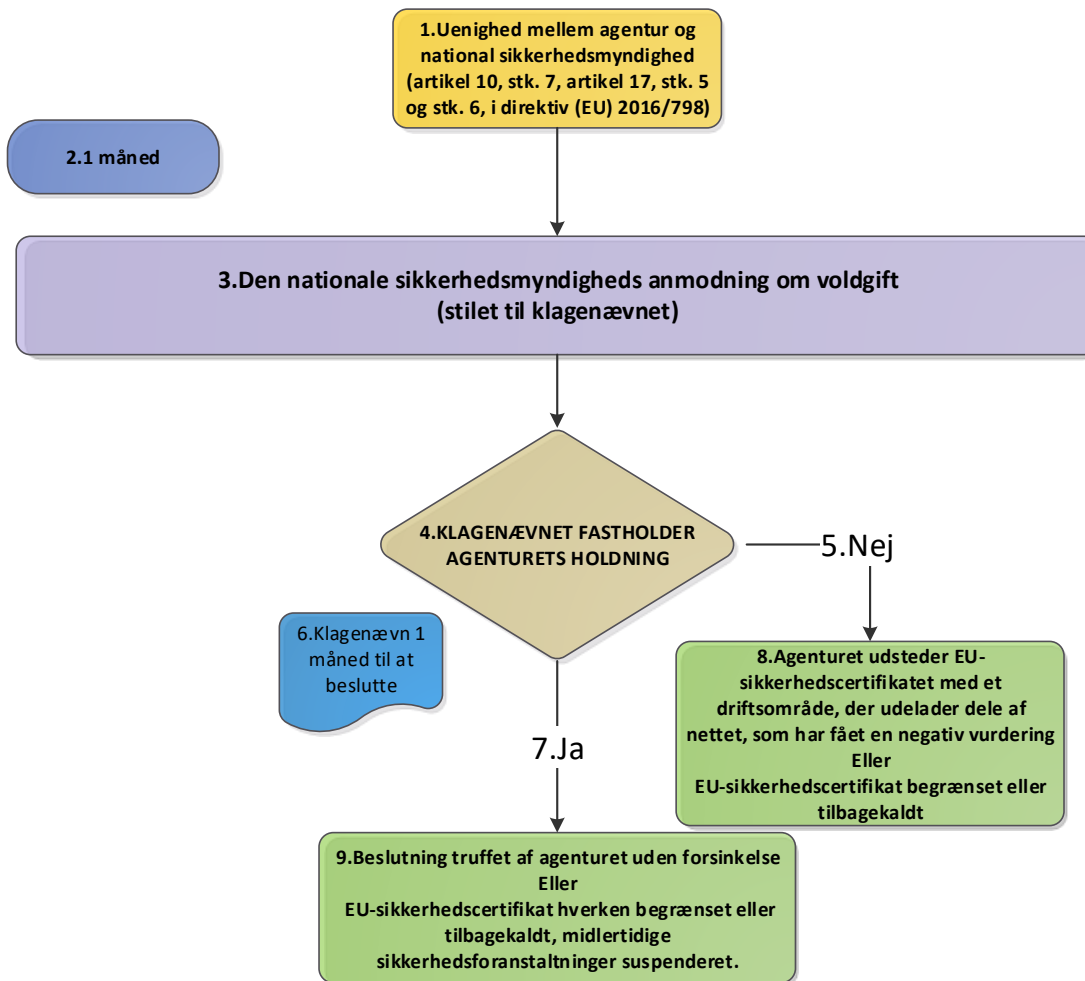 1.Uenighed mellem agentur og
national sikkerhedsmyndighed
(artikel 10, stk. 7, artikel 17, stk. 5
og stk. 6, i direktiv (EU) 2016/798)
2.1 måned
3.Den nationale sikkerhedsmyndigheds anmodning om voldgift
(stilet til klagenævnet)
4.KLAGENÆVNET FASTHOLDER
AGENTURETS HOLDNING
5.Nej
6.Klagenævn 1
måned til at
beslutte
7.Ja
8.Agenturet udsteder EU-
sikkerhedscertifikatet med et
driftsområde, der udelader dele af
nettet, som har fået en negativ vurdering
Eller
EU-sikkerhedscertifikat begrænset eller
tilbagekaldt
9.Beslutning truffet af agenturet uden forsinkelse
Eller
EU-sikkerhedscertifikat hverken begrænset eller
tilbagekaldt, midlertidige
sikkerhedsforanstaltninger suspenderet.